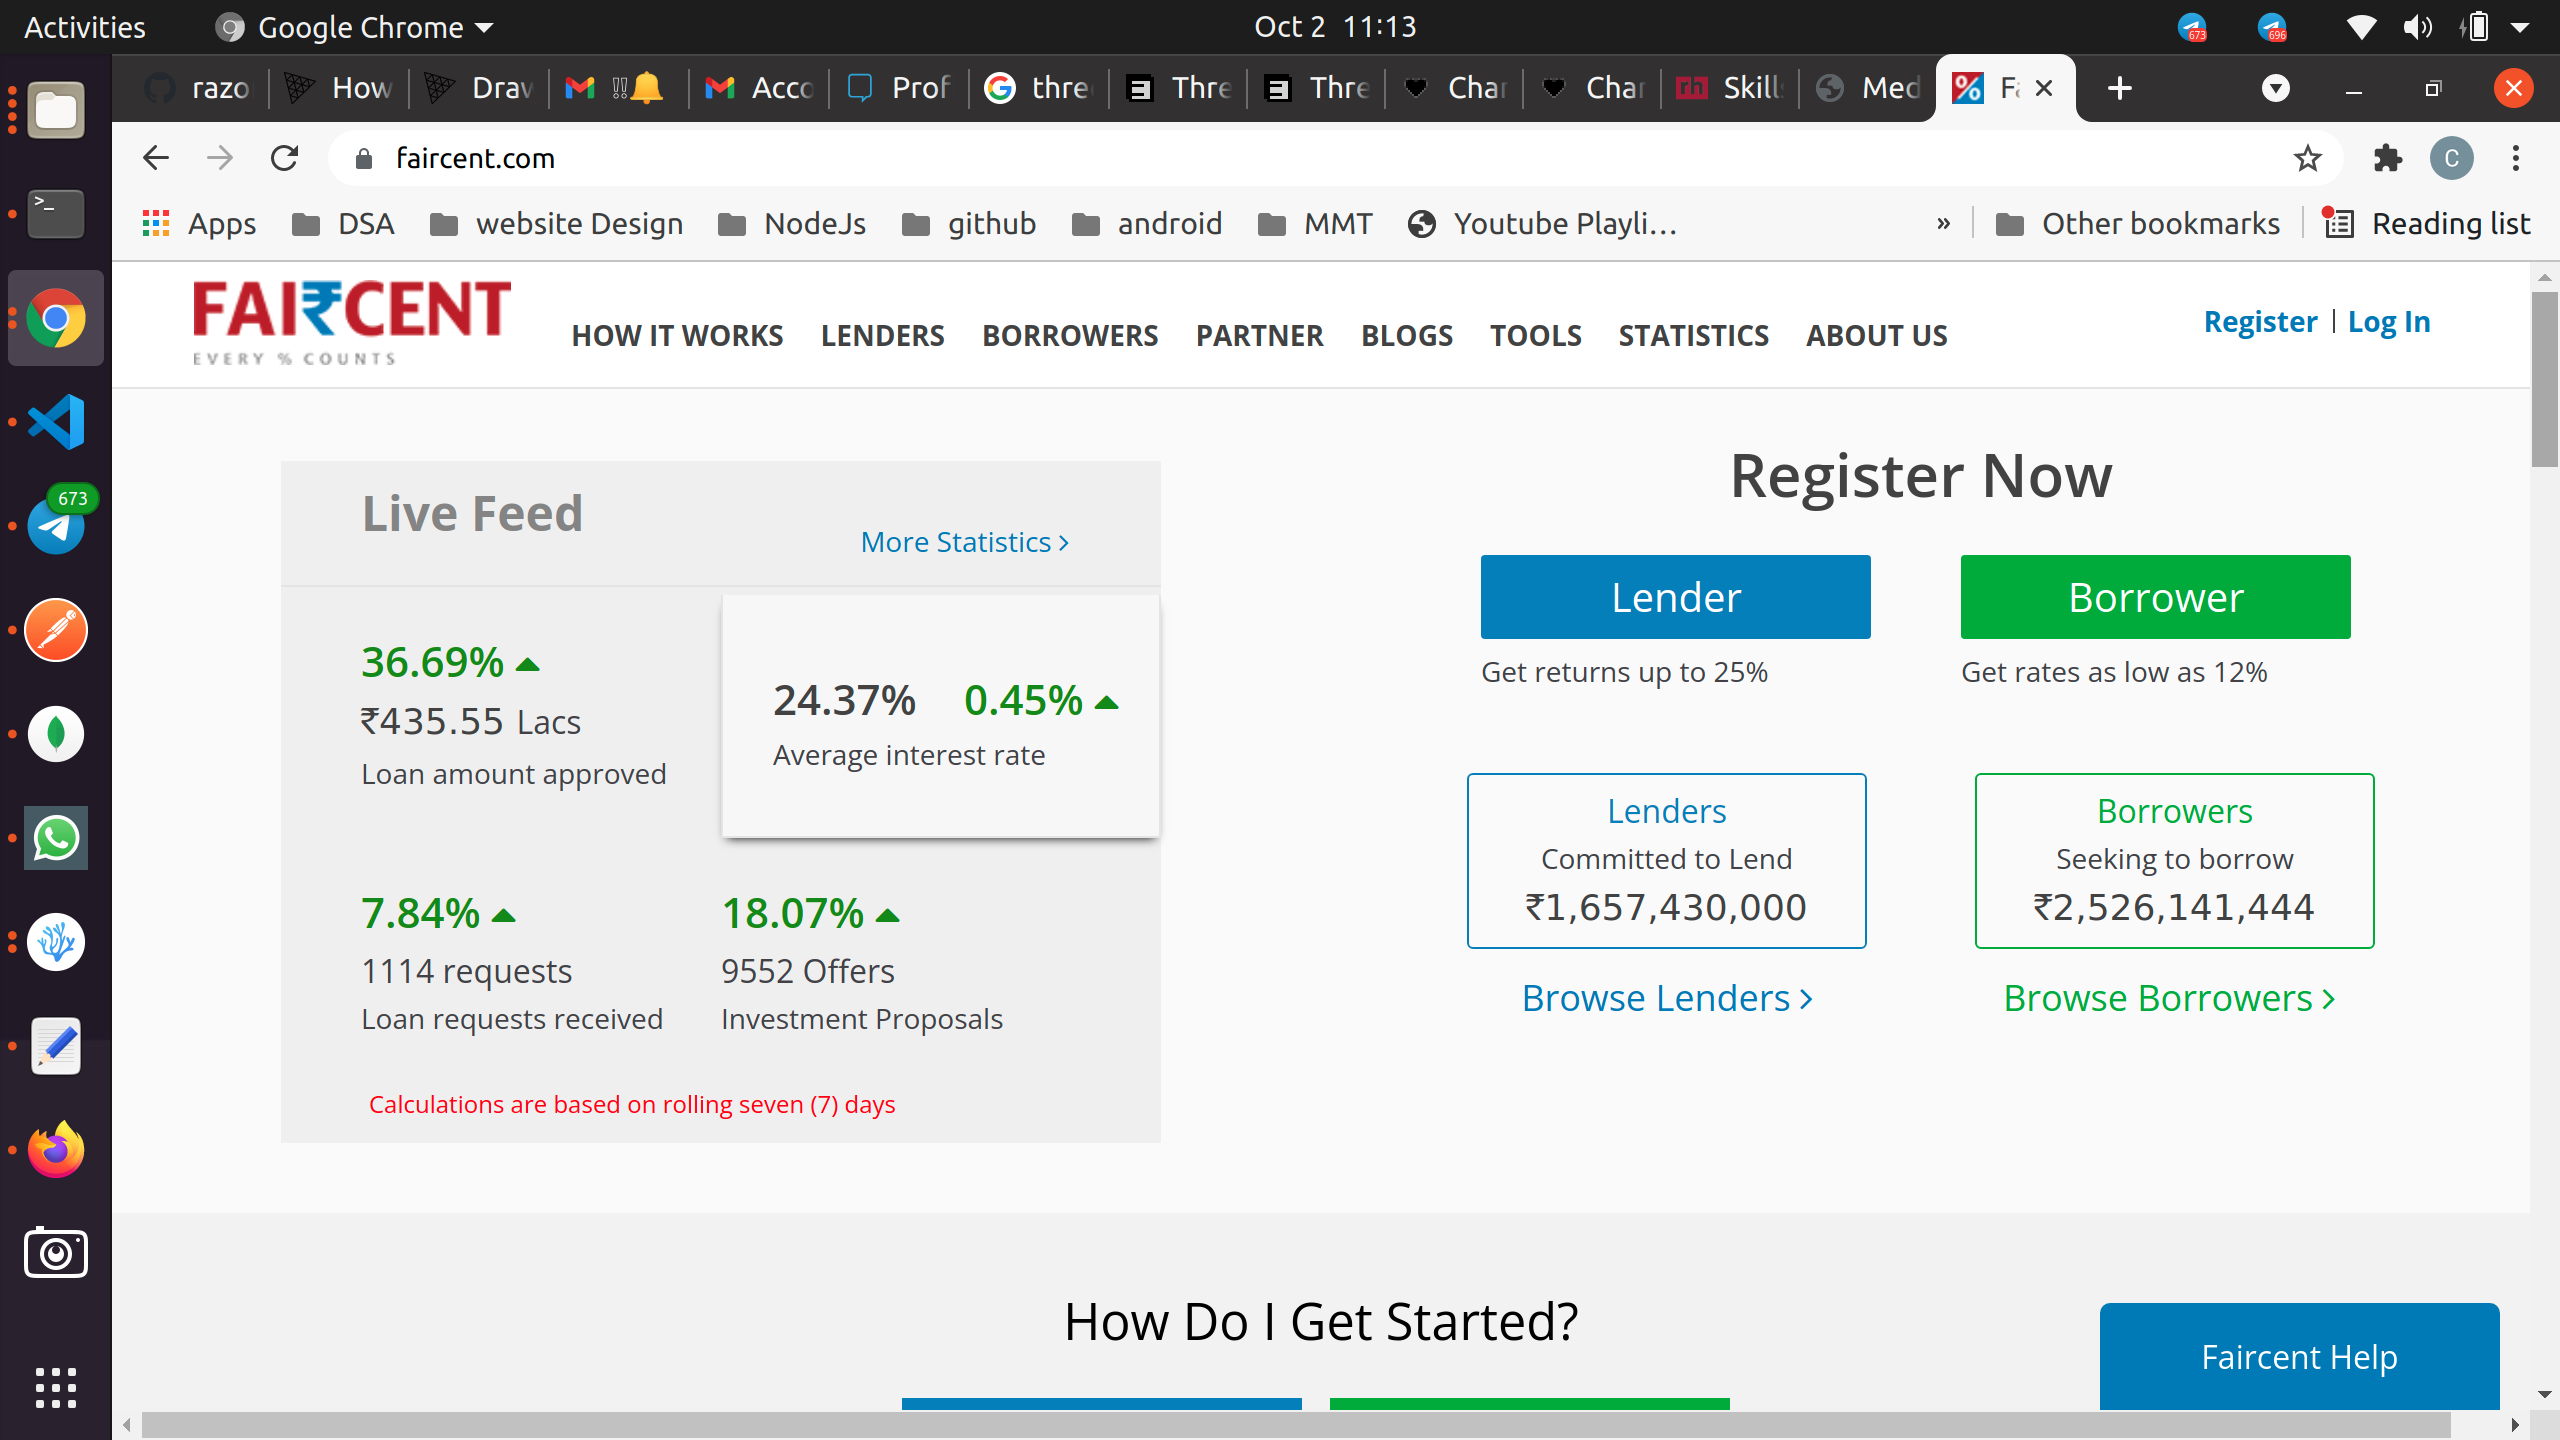 Activities
Google Chrome
Oct 2 11:13
673
696
razo
How
Draw
!!
Acco
Prof
three
Thre
Thre
Char
Char
rh
Skill
Med
Fa
faircent.com
C
Apps
DSA
website Design
NodeJs
github
android
MMT
Youtube Playli...
»
Other bookmarks
Reading list
673
FAI₹CENT
EVERY % COUNTS
HOW IT WORKS
LENDERS
BORROWERS
PARTNER
BLOGS
TOOLS
STATISTICS
ABOUT US
Register | Log In
Live Feed
More Statistics >
36.69%
₹435.55 Lacs
Loan amount approved
24.37% 0.45%
Average interest rate
7.84%
1114 requests
Loan requests received
18.07%
9552 Offers
Investment Proposals
Calculations are based on rolling seven (7) days
Register Now
Lender
Get returns up to 25%
Borrower
Get rates as low as 12%
Lenders
Committed to Lend
₹1,657,430,000
Browse Lenders >
Borrowers
Seeking to borrow
₹2,526,141,444
Browse Borrowers >
How Do I Get Started?
Faircent Help